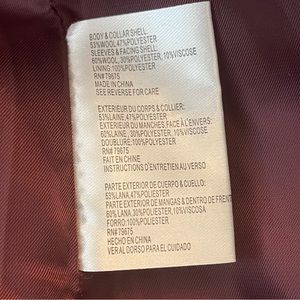 BODY & COLLAR SHELL:
53%WOOL,47%POLYESTER
SLEEVES & FACING SHELL:
60%WOOL, 30%POLYESTER, 10%VISCOSE
LINING:100%POLYESTER
RN# 79675
MADE IN CHINA
SEE REVERSE FOR CARE
EXTERIEUR DU CORPS & COLLIER:
53%LAINE, 47%POLYESTER
EXTERIEUR DU MANCHES, FACE À L'ENVERS:
60%LAINE, 30%POLYESTER, 10%VISCOSE
DOUBLURE:100%POLYESTER
RN# 79675
FAIT EN CHINE
INSTRUCTIONS D'ENTRETIEN AU VERSO
PARTE EXTERIOR DE CUERPO & CUELLO:
53%LANA,47%POLIESTER
PARTE EXTERIOR DE MANGAS & DENTRO DE FRENT
60% LANA,30%POLIESTER, 10%VISCOSA
FORRO: 100%POLIESTER
RN# 79675
HECHO EN CHINA
VER AL DORSO PARA EL CUIDADO